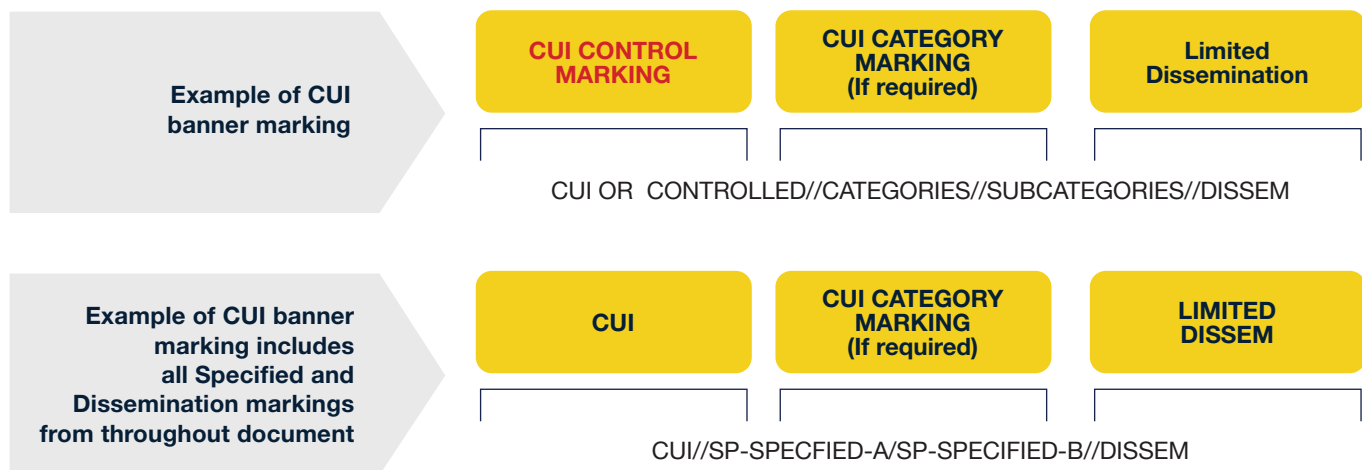 Example of CUI
banner marking
CUI CONTROL
MARKING
CUI CATEGORY
MARKING
(If required)
Limited
Dissemination
CUI OR CONTROLLED//CATEGORIES//SUBCATEGORIES//DISSEM
Example of CUI banner
marking includes
all Specified and
Dissemination markings
from throughout document
CUI
CUI CATEGORY
MARKING
(If required)
LIMITED
DISSEM
CUI//SP-SPECFIED-A/SP-SPECIFIED-B//DISSEM